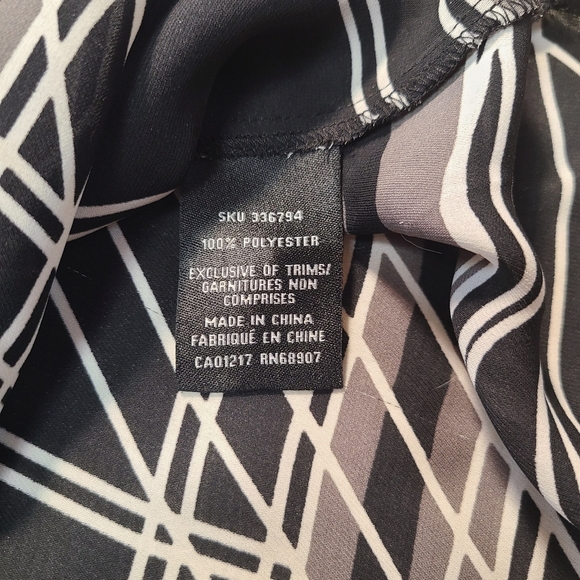 SKU 336794
100% POLYESTER
EXCLUSIVE OF TRIMS/
GARNITURES NON
COMPRISES
MADE IN CHINA
FABRIQUÉ EN CHINE
CA01217 RN68907